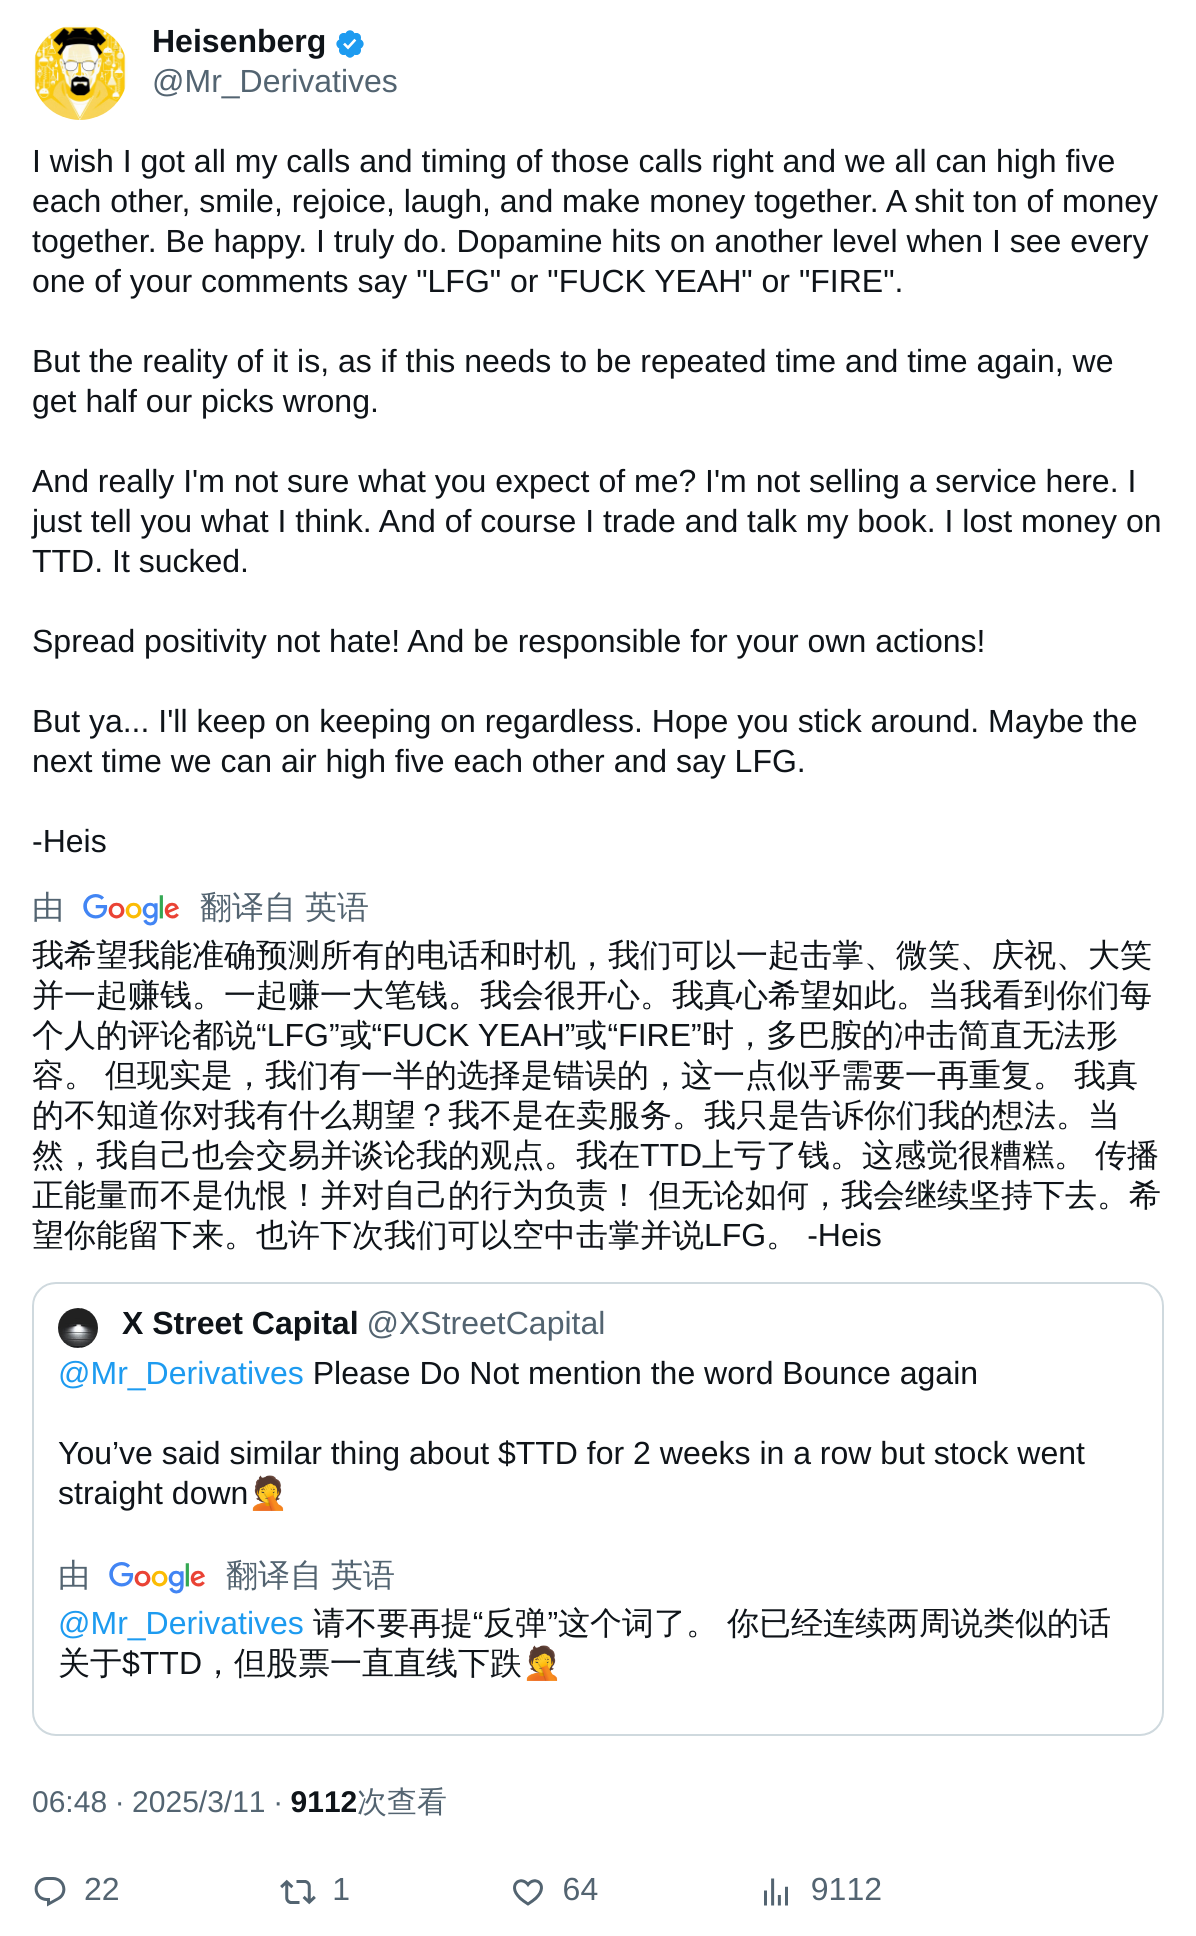 Heisenberg
@Mr_Derivatives
I wish I got all my calls and timing of those calls right and we all can high five
each other, smile, rejoice, laugh, and make money together. A shit ton of money
together. Be happy. I truly do. Dopamine hits on another level when I see every
one of your comments say "LFG" or "FUCK YEAH" or "FIRE".
But the reality of it is, as if this needs to be repeated time and time again, we
get half our picks wrong.
And really I'm not sure what you expect of me? I'm not selling a service here. I
just tell you what I think. And of course I trade and talk my book. I lost money on
TTD. It sucked.
Spread positivity not hate! And be responsible for your own actions!
But ya... I'll keep on keeping on regardless. Hope you stick around. Maybe the
next time we can air high five each other and say LFG.
-Heis
由 Google 翻译自 英语
我希望我能准确预测所有的电话和时机，我们可以一起击掌、微笑、庆祝、大笑
并一起赚钱。一起赚一大笔钱。我会很开心。我真心希望如此。当我看到你们每
个人的评论都说“LFG”或“FUCK YEAH”或“FIRE”时，多巴胺的冲击简直无法形
容。 但现实是，我们有一半的选择是错误的，这一点似乎需要一再重复。 我真
的不知道你对我有什么期望？我不是在卖服务。我只是告诉你们我的想法。当
然，我自己也会交易并谈论我的观点。我在TTD上亏了钱。这感觉很糟糕。 传播
正能量而不是仇恨！并对自己的行为负责！ 但无论如何，我会继续坚持下去。希
望你能留下来。也许下次我们可以空中击掌并说LFG。 -Heis
X Street Capital @XStreetCapital
@Mr_Derivatives Please Do Not mention the word Bounce again
You’ve said similar thing about $TTD for 2 weeks in a row but stock went
straight down🤦
由 Google 翻译自 英语
@Mr_Derivatives 请不要再提“反弹”这个词了。 你已经连续两周说类似的话
关于$TTD，但股票一直直线下跌🤦
06:48 · 2025/3/11 · 9112次查看
22 1 64 9112